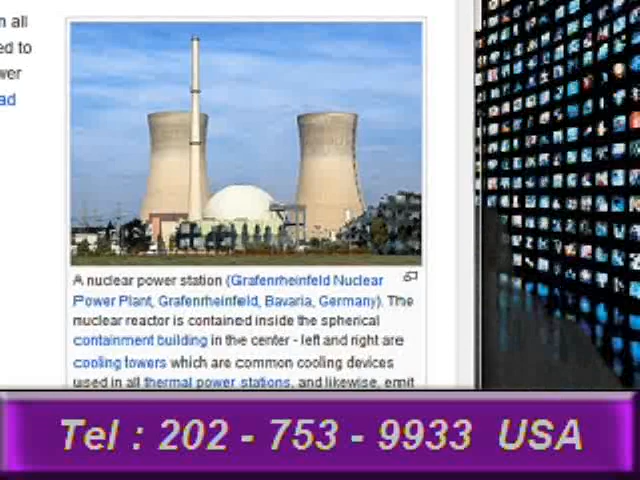 n all
ed to
wer
ad
A nuclear power station (Grafenrheinfeld Nuclear
Power Plant, Grafenrheinfeld, Bavaria, Germany). The
nuclear reactor is contained inside the spherical
containment building in the center - left and right are
cooling towers which are common cooling devices
used in all thermal power stations, and likewise, emit
Tel : 202 - 753 - 9933 USA